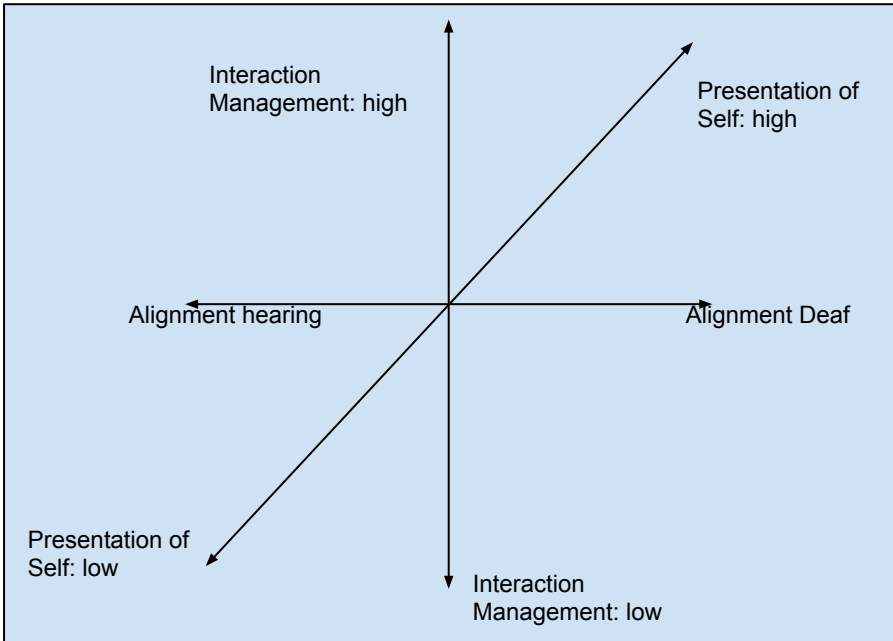 Interaction
Management: high
Presentation of
Self: high
Alignment hearing
Alignment Deaf
Presentation of
Self: low
Interaction
Management: low